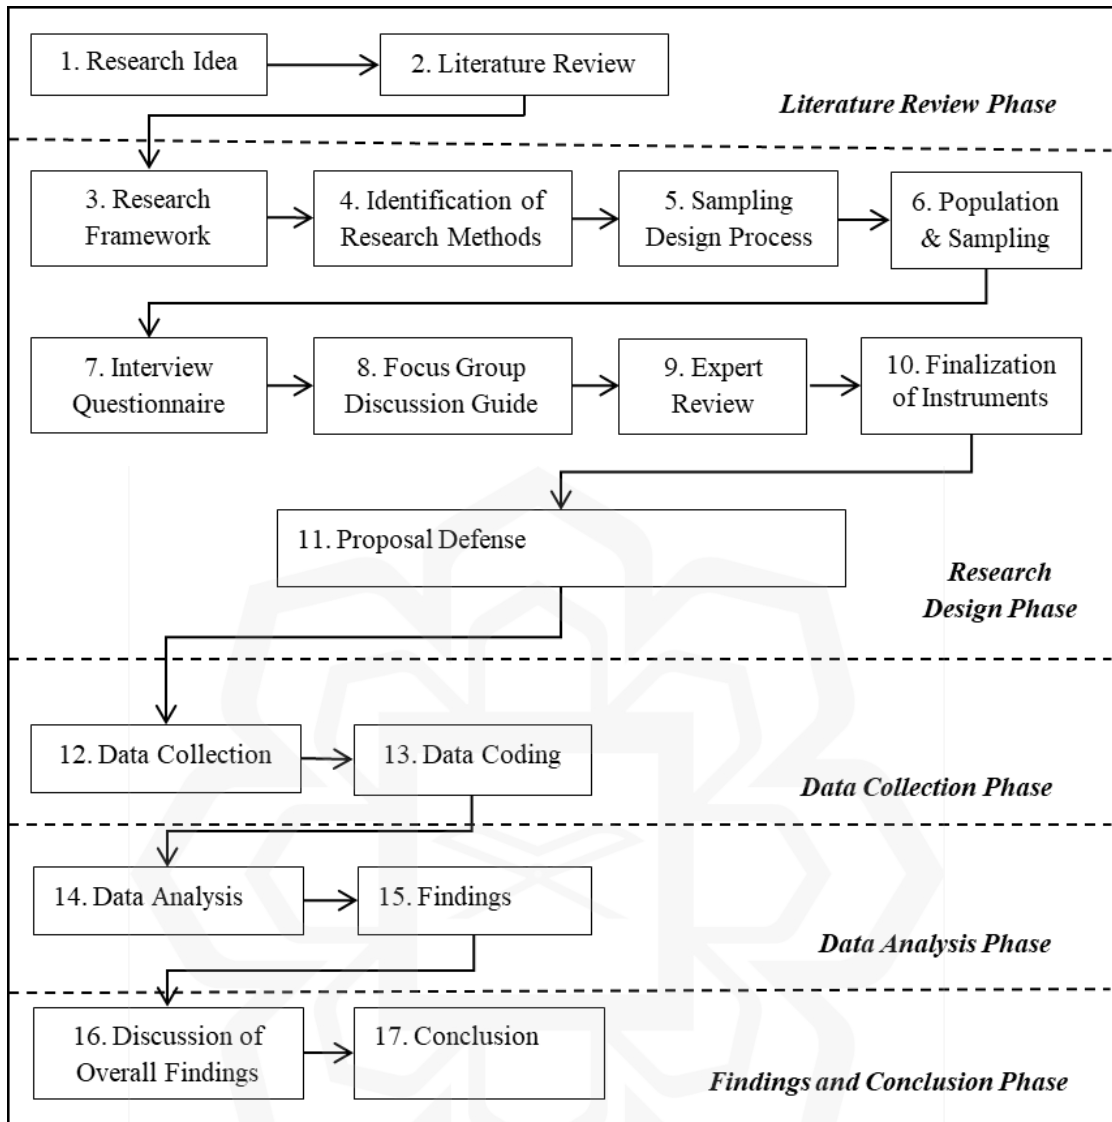 1. Research Idea
2. Literature Review
Literature Review Phase
3. Research
Framework
4. Identification of
Research Methods
5. Sampling
Design Process
6. Population
& Sampling
7. Interview
Questionnaire
8. Focus Group
Discussion Guide
9. Expert
Review
10. Finalization
of Instruments
11. Proposal Defense
Research
Design Phase
12. Data Collection
13. Data Coding
Data Collection Phase
14. Data Analysis
15. Findings
Data Analysis Phase
16. Discussion of
Overall Findings
17. Conclusion
Findings and Conclusion Phase